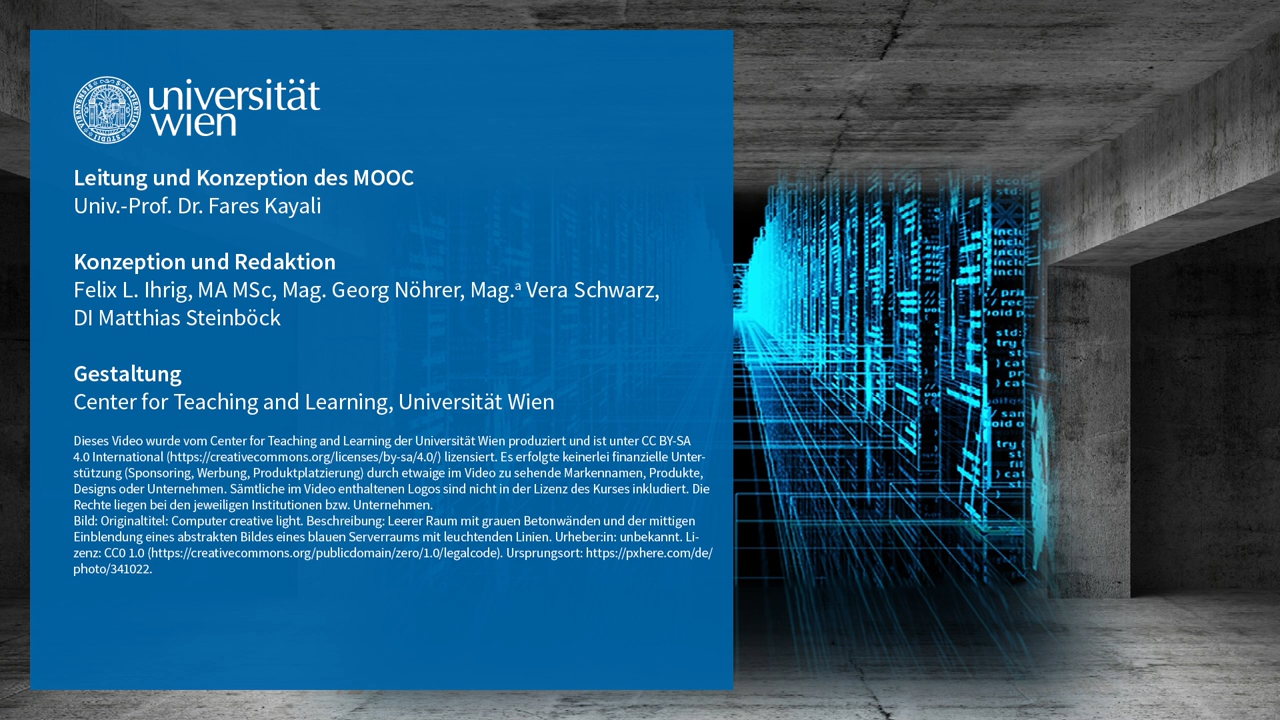 universität
wien
Leitung und Konzeption des MOOC
Univ.-Prof. Dr. Fares Kayali
Konzeption und Redaktion
Felix L. Ihrig, MA MSc, Mag. Georg Nöhrer, Mag.ª Vera Schwarz,
DI Matthias Steinböck
Gestaltung
Center for Teaching and Learning, Universität Wien
Dieses Video wurde vom Center for Teaching and Learning der Universität Wien produziert und ist unter CC BY-SA
4.0 International (https://creativecommons.org/licenses/by-sa/4.0/) lizensiert. Es erfolgte keinerlei finanzielle Unter-
stützung (Sponsoring, Werbung, Produktplatzierung) durch etwaige im Video zu sehende Markennamen, Produkte,
Designs oder Unternehmen. Sämtliche im Video enthaltenen Logos sind nicht in der Lizenz des Kurses inkludiert. Die
Rechte liegen bei den jeweiligen Institutionen bzw. Unternehmen.
Bild: Originaltitel: Computer creative light. Beschreibung: Leerer Raum mit grauen Betonwänden und der mittigen
Einblendung eines abstrakten Bildes eines blauen Serverraums mit leuchtenden Linien. Urheber:in: unbekannt. Li-
zenz: CC0 1.0 (https://creativecommons.org/publicdomain/zero/1.0/legalcode). Ursprungsort: https://pxhere.com/de/
photo/341022.